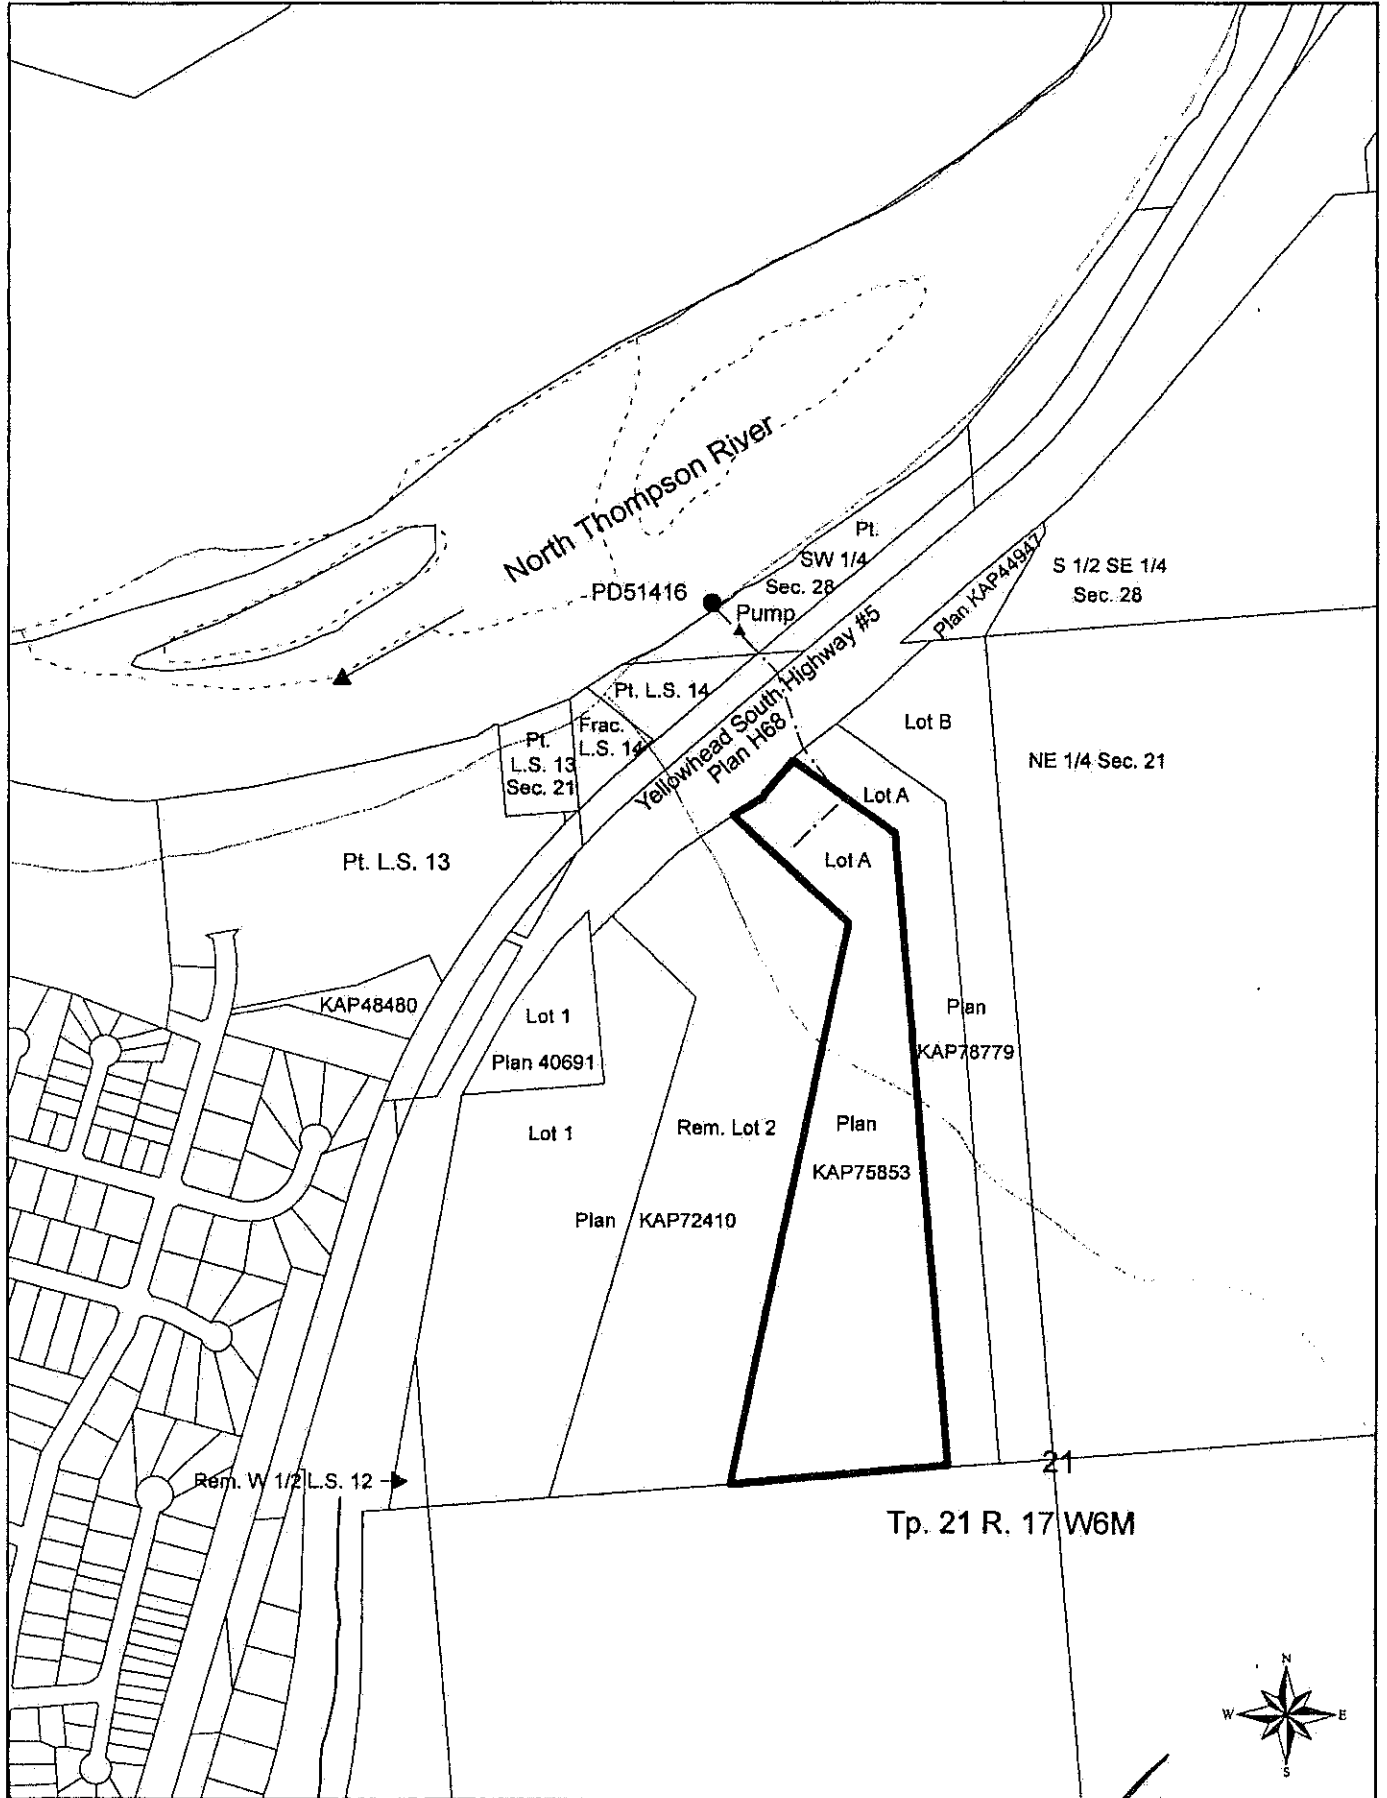 North Thompson River
PD51416
Pump
Pt.
SW 1/4
Sec. 28
Plan KAP44947
S 1/2 SE 1/4
Sec. 28
Yellowhead South Highway #5
Plan H68
Pt. L.S. 14
Frac.
L.S. 14
Pt.
L.S. 13
Sec. 21
Lot B
NE 1/4 Sec. 21
Lot A
Lot A
Pt. L.S. 13
KAP48480
Lot 1
Plan 40691
Plan
KAP78779
Lot 1
Rem. Lot 2
Plan
KAP75853
Plan KAP72410
Rem. W 1/2 L.S. 12
21
Tp. 21 R. 17 W6M
N
W E
S